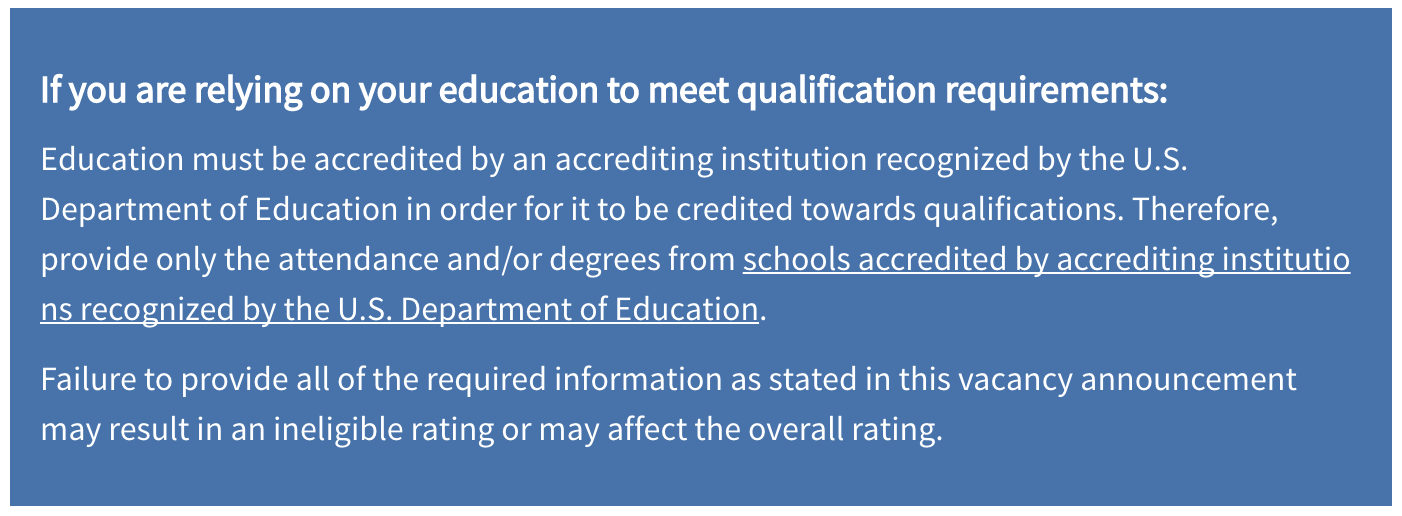 If you are relying on your education to meet qualification requirements:
Education must be accredited by an accrediting institution recognized by the U.S.
Department of Education in order for it to be credited towards qualifications. Therefore,
provide only the attendance and/or degrees from schools accredited by accrediting institutio
ns recognized by the U.S. Department of Education.
Failure to provide all of the required information as stated in this vacancy announcement
may result in an ineligible rating or may affect the overall rating.